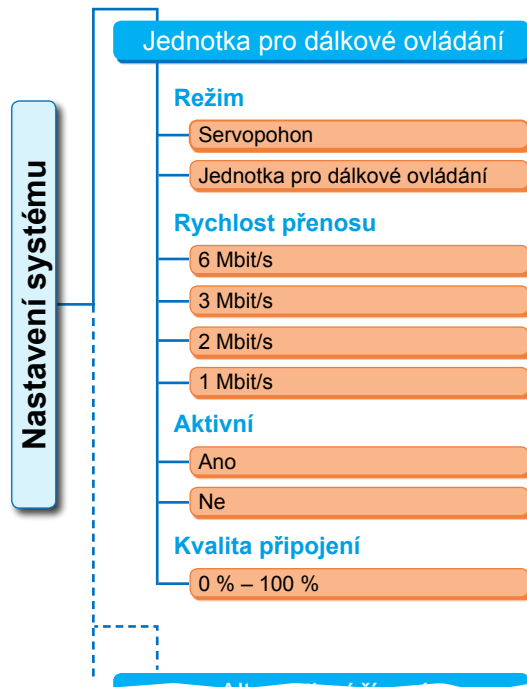 Nastavení systému
Jednotka pro dálkové ovládání
Režim
Servopohon
Jednotka pro dálkové ovládání
Rychlost přenosu
6 Mbit/s
3 Mbit/s
2 Mbit/s
1 Mbit/s
Aktivní
Ano
Ne
Kvalita připojení
0 % – 100 %